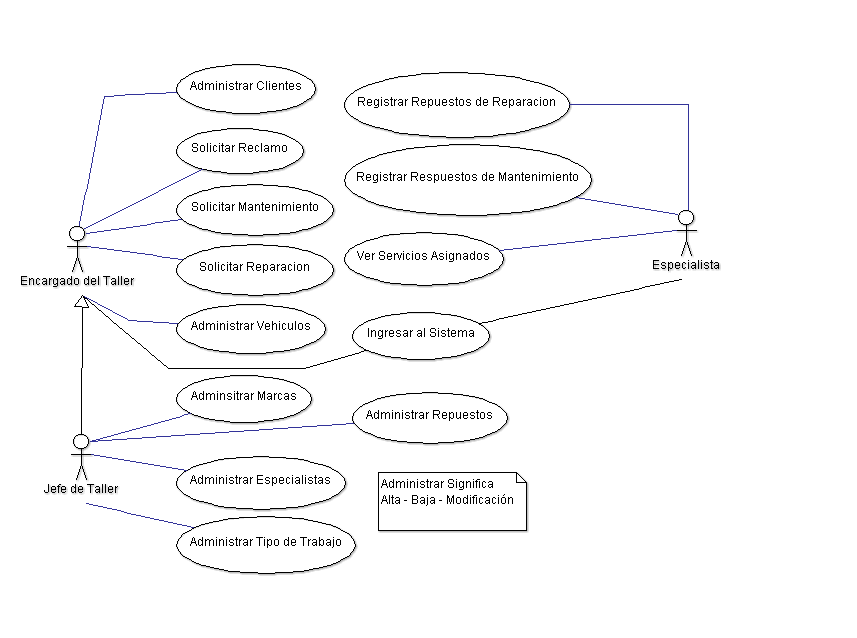 Administrar Clientes
Registrar Repuestos de Reparacion
Solicitar Reclamo
Registrar Respuestos de Mantenimiento
Solicitar Mantenimiento
Ver Servicios Asignados
Especialista
Solicitar Reparacion
Encargado del Taller
Administrar Vehiculos
Ingresar al Sistema
Adminsitrar Marcas
Administrar Repuestos
Administrar Especialistas
Jefe de Taller
Administrar Significa
Alta - Baja - Modificación
Administrar Tipo de Trabajo